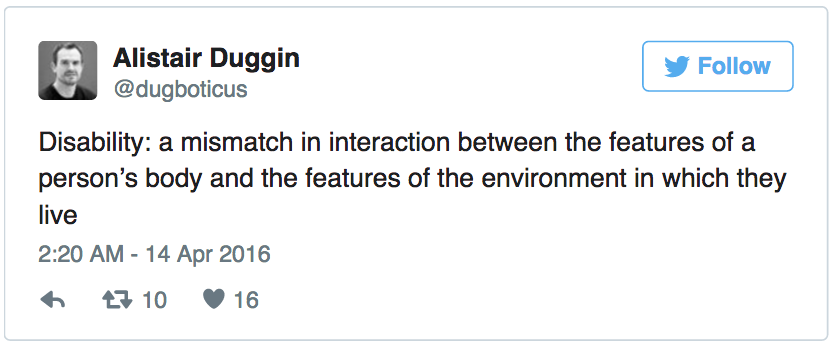 Alistair Duggin
@dugboticus
Follow
Disability: a mismatch in interaction between the features of a
person’s body and the features of the environment in which they
live
2:20 AM - 14 Apr 2016
10 16